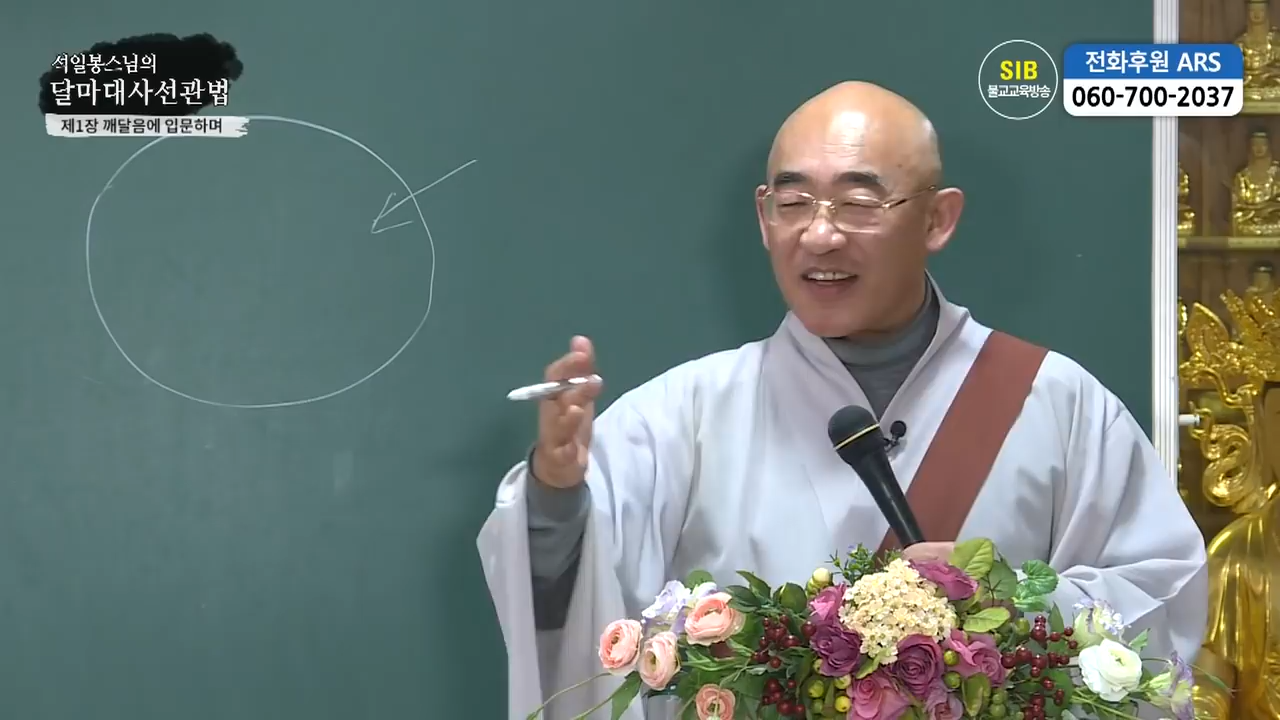 석일봉스님의
달마대사선관법
제1장 깨달음에 입문하며
SIB
불교교육방송
전화후원 ARS
060-700-2037